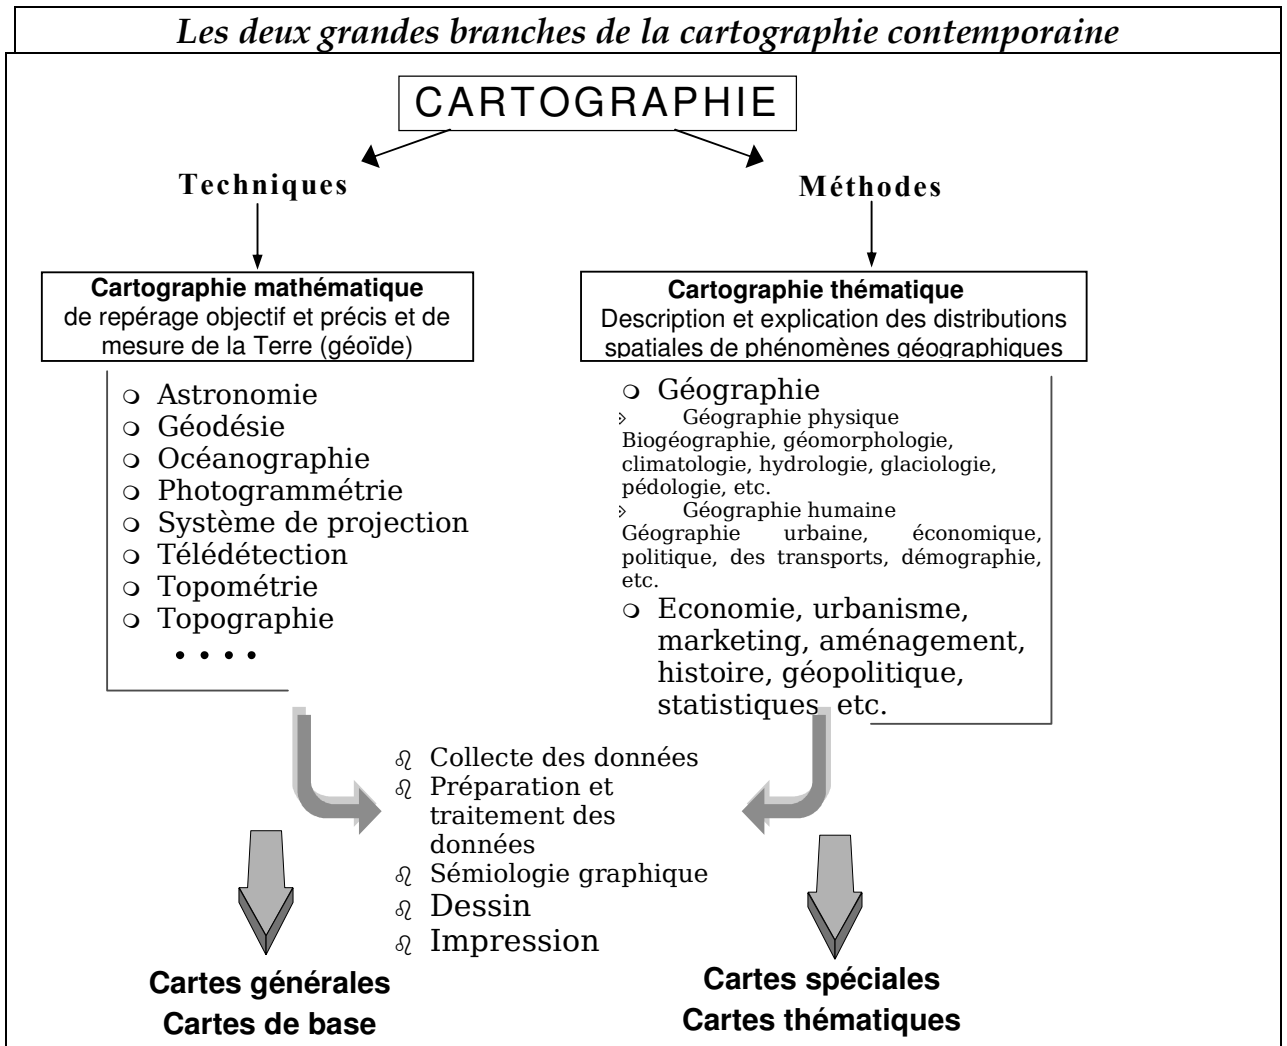 Les deux grandes branches de la cartographie contemporaine
CARTOGRAPHIE
Techniques
Méthodes
Cartographie mathématique
de repérage objectif et précis et de
mesure de la Terre (géoïde)
Cartographie thématique
Description et explication des distributions
spatiales de phénomènes géographiques
Astronomie
Géodésie
Océanographie
Photogrammétrie
Système de projection
Télédétection
Topométrie
Topographie
• • • •
Géographie
Géographie physique
Biogéographie, géomorphologie,
climatologie, hydrologie, glaciologie,
pédologie, etc.
Géographie humaine
Géographie urbaine, économique,
politique, des transports, démographie,
etc.
Economie, urbanisme,
marketing, aménagement,
histoire, géopolitique,
statistiques, etc.
Collecte des données
Préparation et
traitement des
données
Sémiologie graphique
Dessin
Impression
Cartes générales
Cartes de base
Cartes spéciales
Cartes thématiques